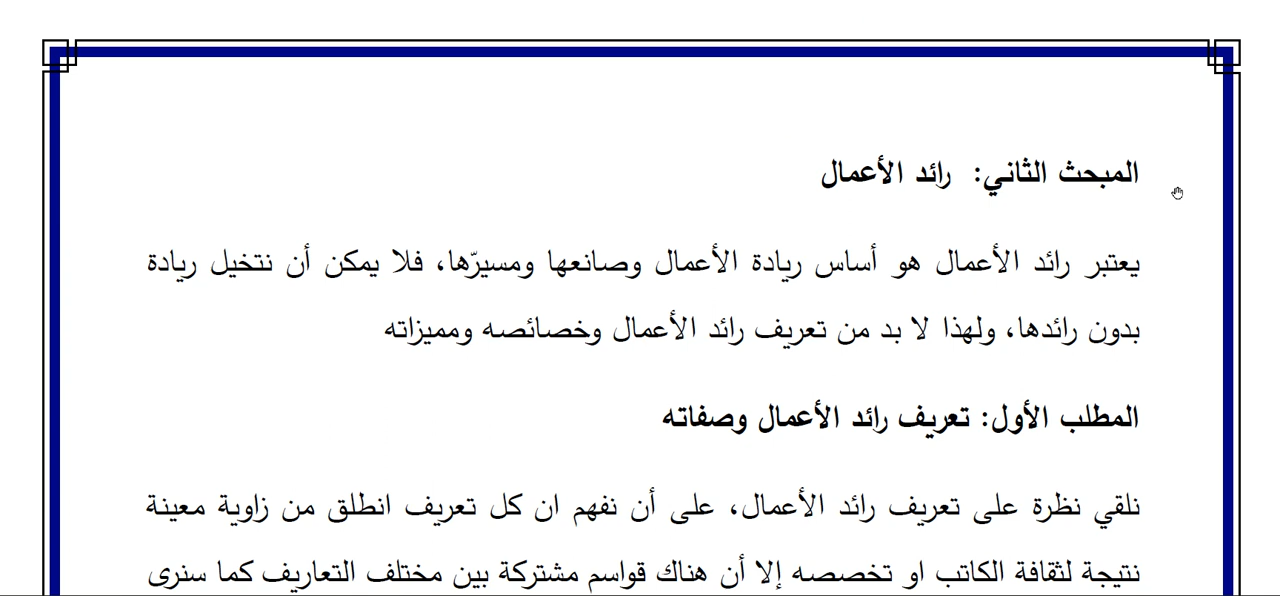 المبحث الثاني:  رائد الأعمال
يعتبر رائد الأعمال هو أساس ريادة الأعمال وصانعها ومسيرّها، فلا يمكن أن نتخيل ريادة
بدون رائدها، ولهذا لا بد من تعريف رائد الأعمال وخصائصه ومميزاته
المطلب الأول: تعريف رائد الأعمال وصفاته
نلقي نظرة على تعريف رائد الأعمال، على أن نفهم ان كل تعريف انطلق من زاوية معينة
نتيجة لثقافة الكاتب او تخصصه إلا أن هناك قواسم مشتركة بين مختلف التعاريف كما سنرى